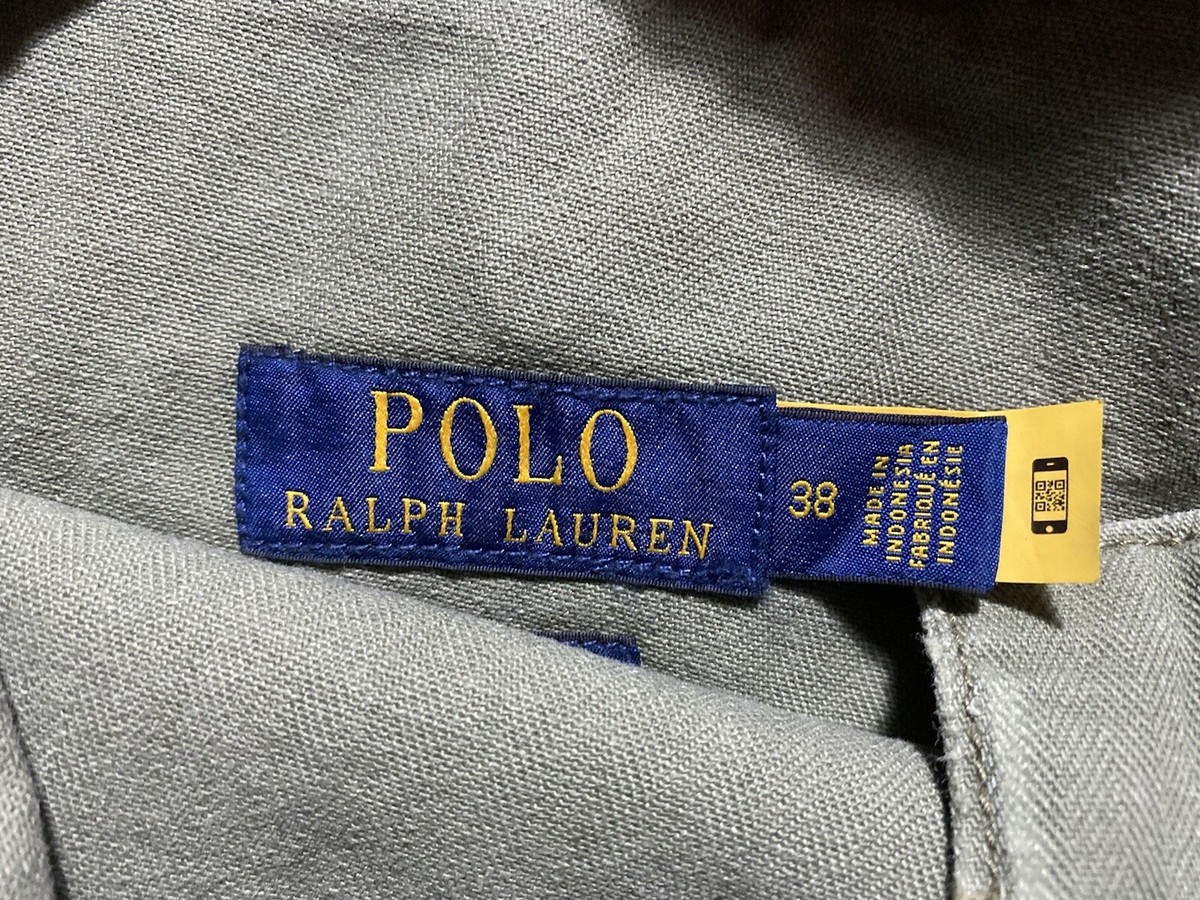 POLO
RALPH LAUREN
38
MADE IN
INDONESIA
FABRIQUÉ EN
INDONÉSIE